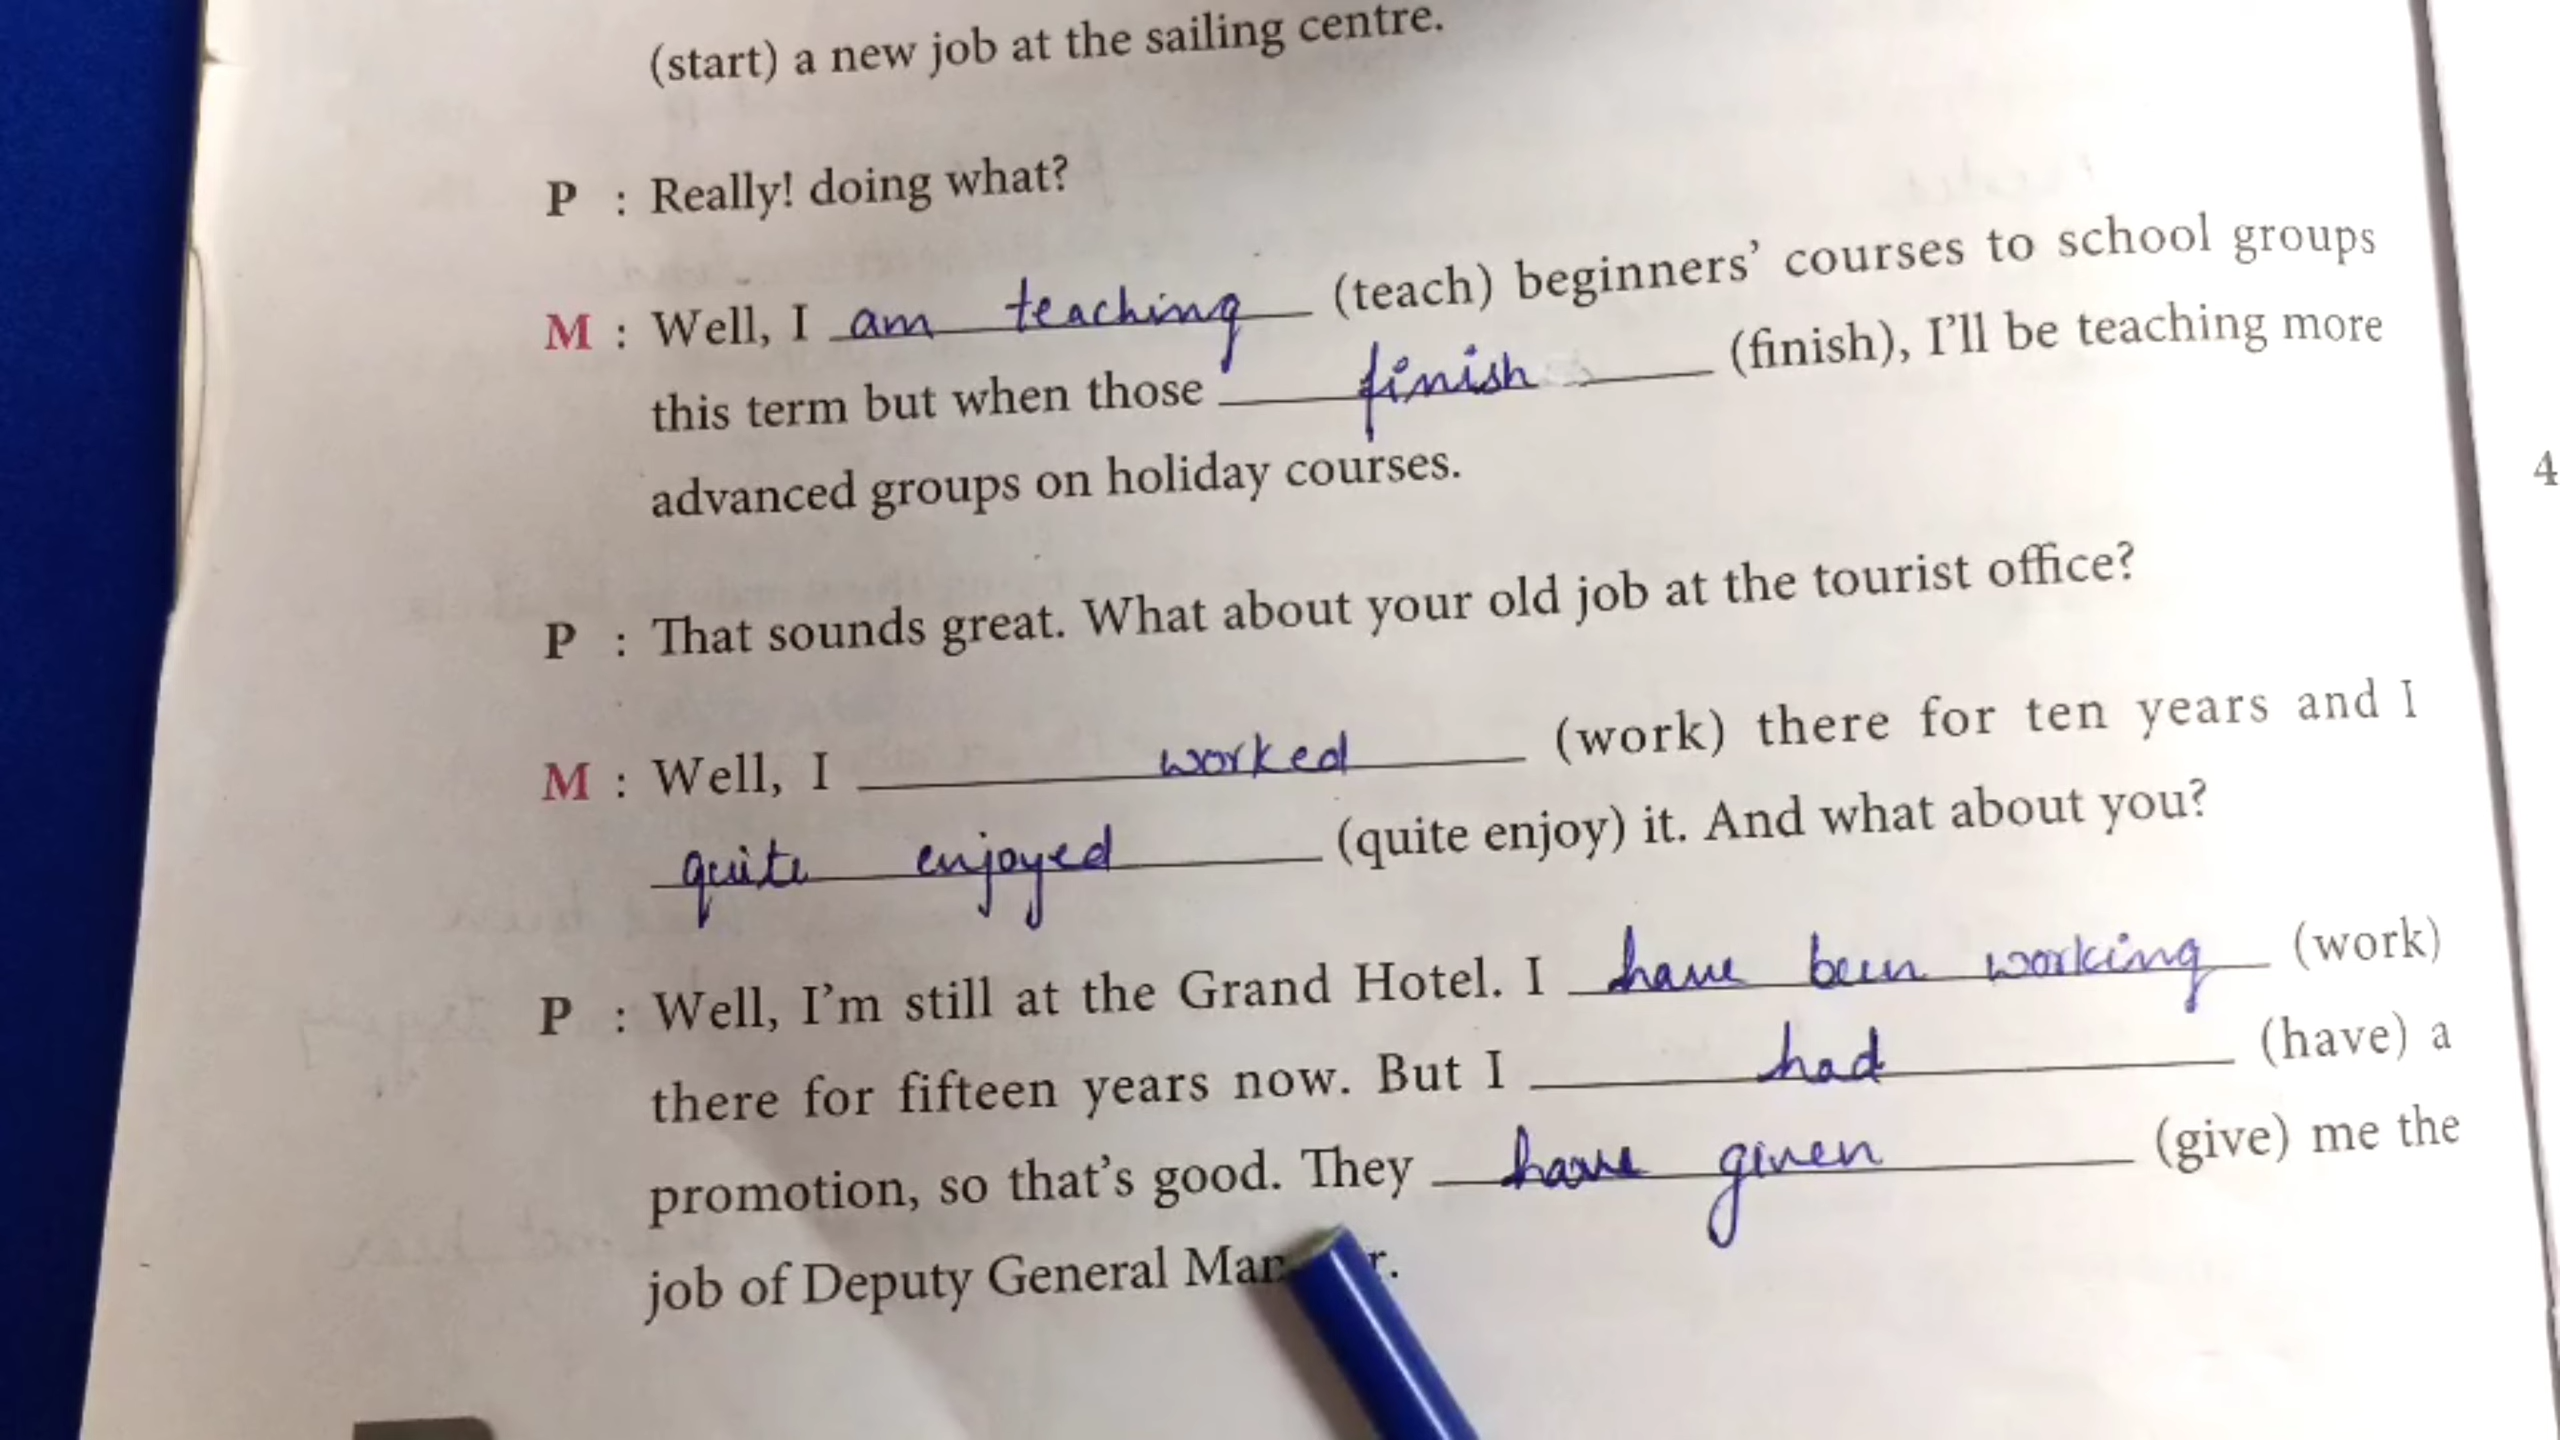 (start) a new job at the sailing centre.
P : Really! doing what?
M : Well, I am teaching (teach) beginners’ courses to school groups
this term but when those finish (finish), I’ll be teaching more
advanced groups on holiday courses.
4
P : That sounds great. What about your old job at the tourist office?
M : Well, I worked (work) there for ten years and I
quite enjoyed (quite enjoy) it. And what about you?
P : Well, I’m still at the Grand Hotel. I have been working (work)
there for fifteen years now. But I had (have) a
promotion, so that’s good. They have given (give) me the
job of Deputy General